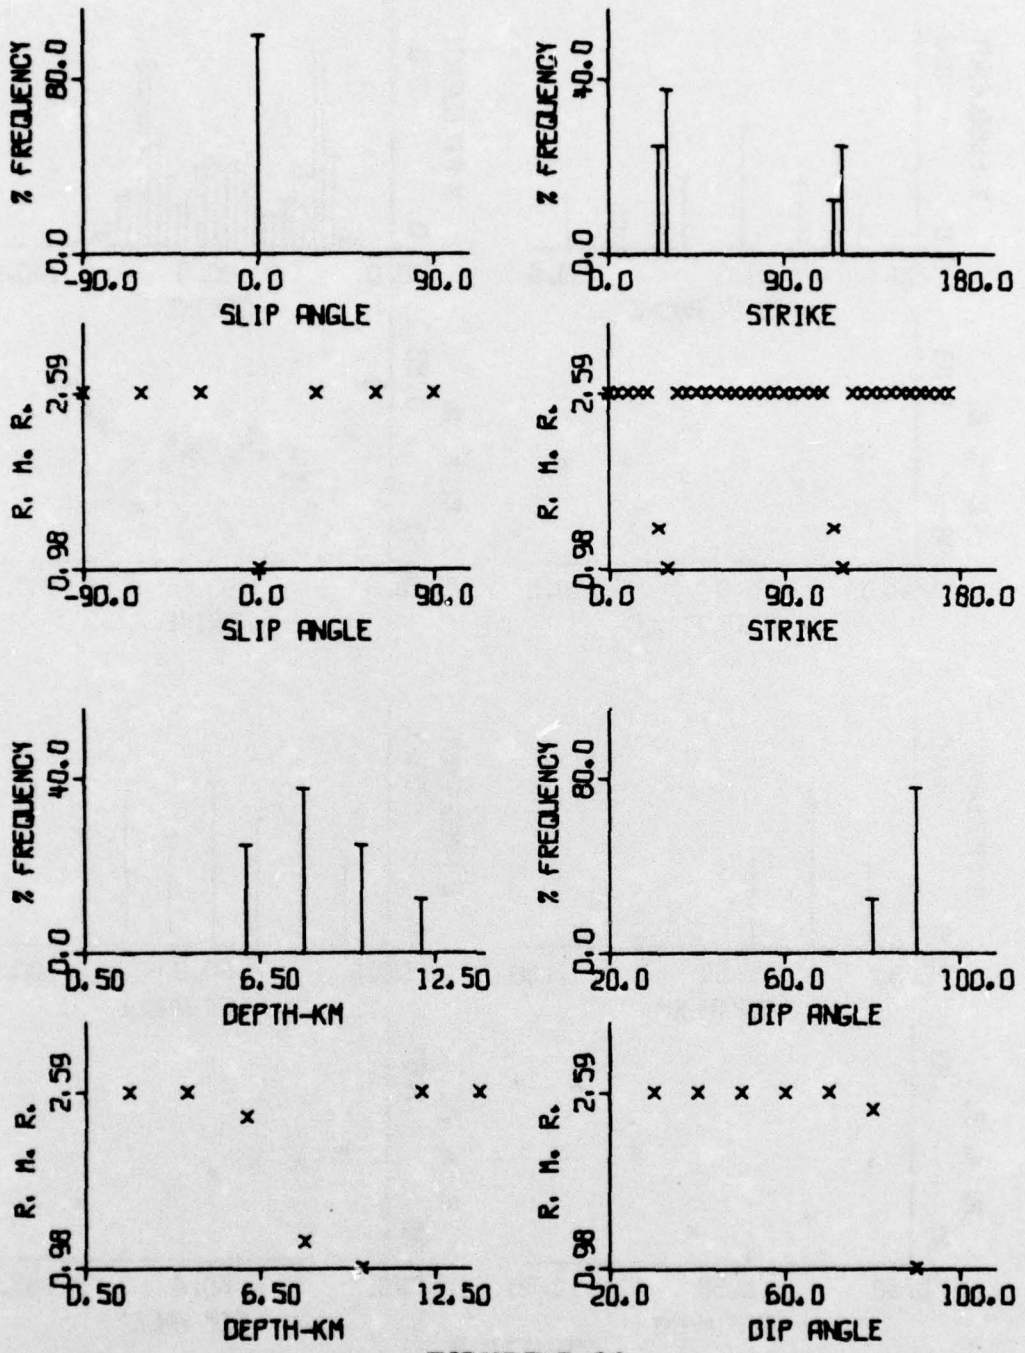 % FREQUENCY
80.0
0.0
-90.0 0.0 90.0
SLIP ANGLE
% FREQUENCY
40.0
0.0
0.0 90.0 180.0
STRIKE
R. M. R.
2.59
0.98
-90.0 0.0 90.0
SLIP ANGLE
R. M. R.
2.59
0.98
0.0 90.0 180.0
STRIKE
% FREQUENCY
40.0
0.0
0.50 6.50 12.50
DEPTH-KM
% FREQUENCY
80.0
0.0
20.0 60.0 100.0
DIP ANGLE
R. M. R.
2.59
0.98
0.50 6.50 12.50
DEPTH-KM
R. M. R.
2.59
0.98
20.0 60.0 100.0
DIP ANGLE